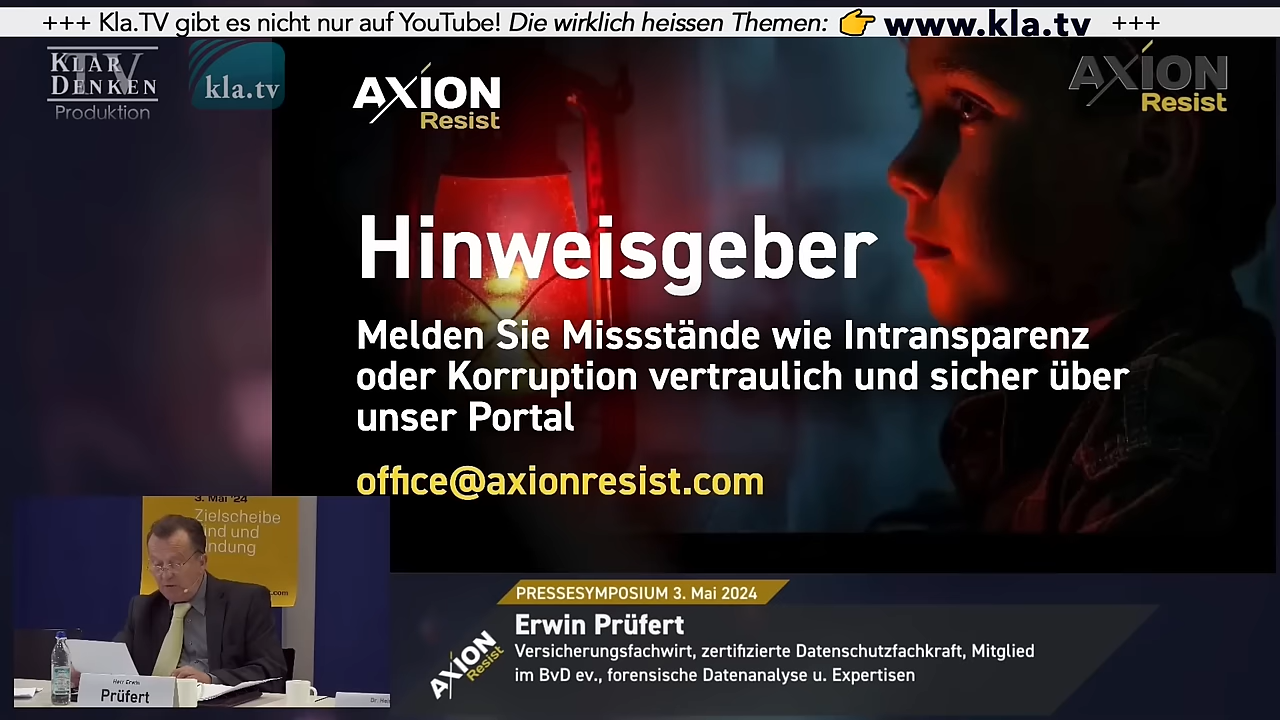 +++ Kla.TV gibt es nicht nur auf YouTube! Die wirklich heissen Themen: 👉 www.kla.tv +++
KLAR
TV
DENKEN
Produktion
kla.tv
AXION
Resist
AXION
Resist
Hinweisgeber
Melden Sie Missstände wie Intransparenz
oder Korruption vertraulich und sicher über
unser Portal
office@axionresist.com
3. Mai '24
Zielscheibe
ind und
ndung
Herr Erwin
Prüfert
PRESSESYMPOSIUM 3. Mai 2024
AXION
Resist
Erwin Prüfert
Versicherungsfachwirt, zertifizierte Datenschutzfachkraft, Mitglied
im BvD ev., forensische Datenanalyse u. Expertisen